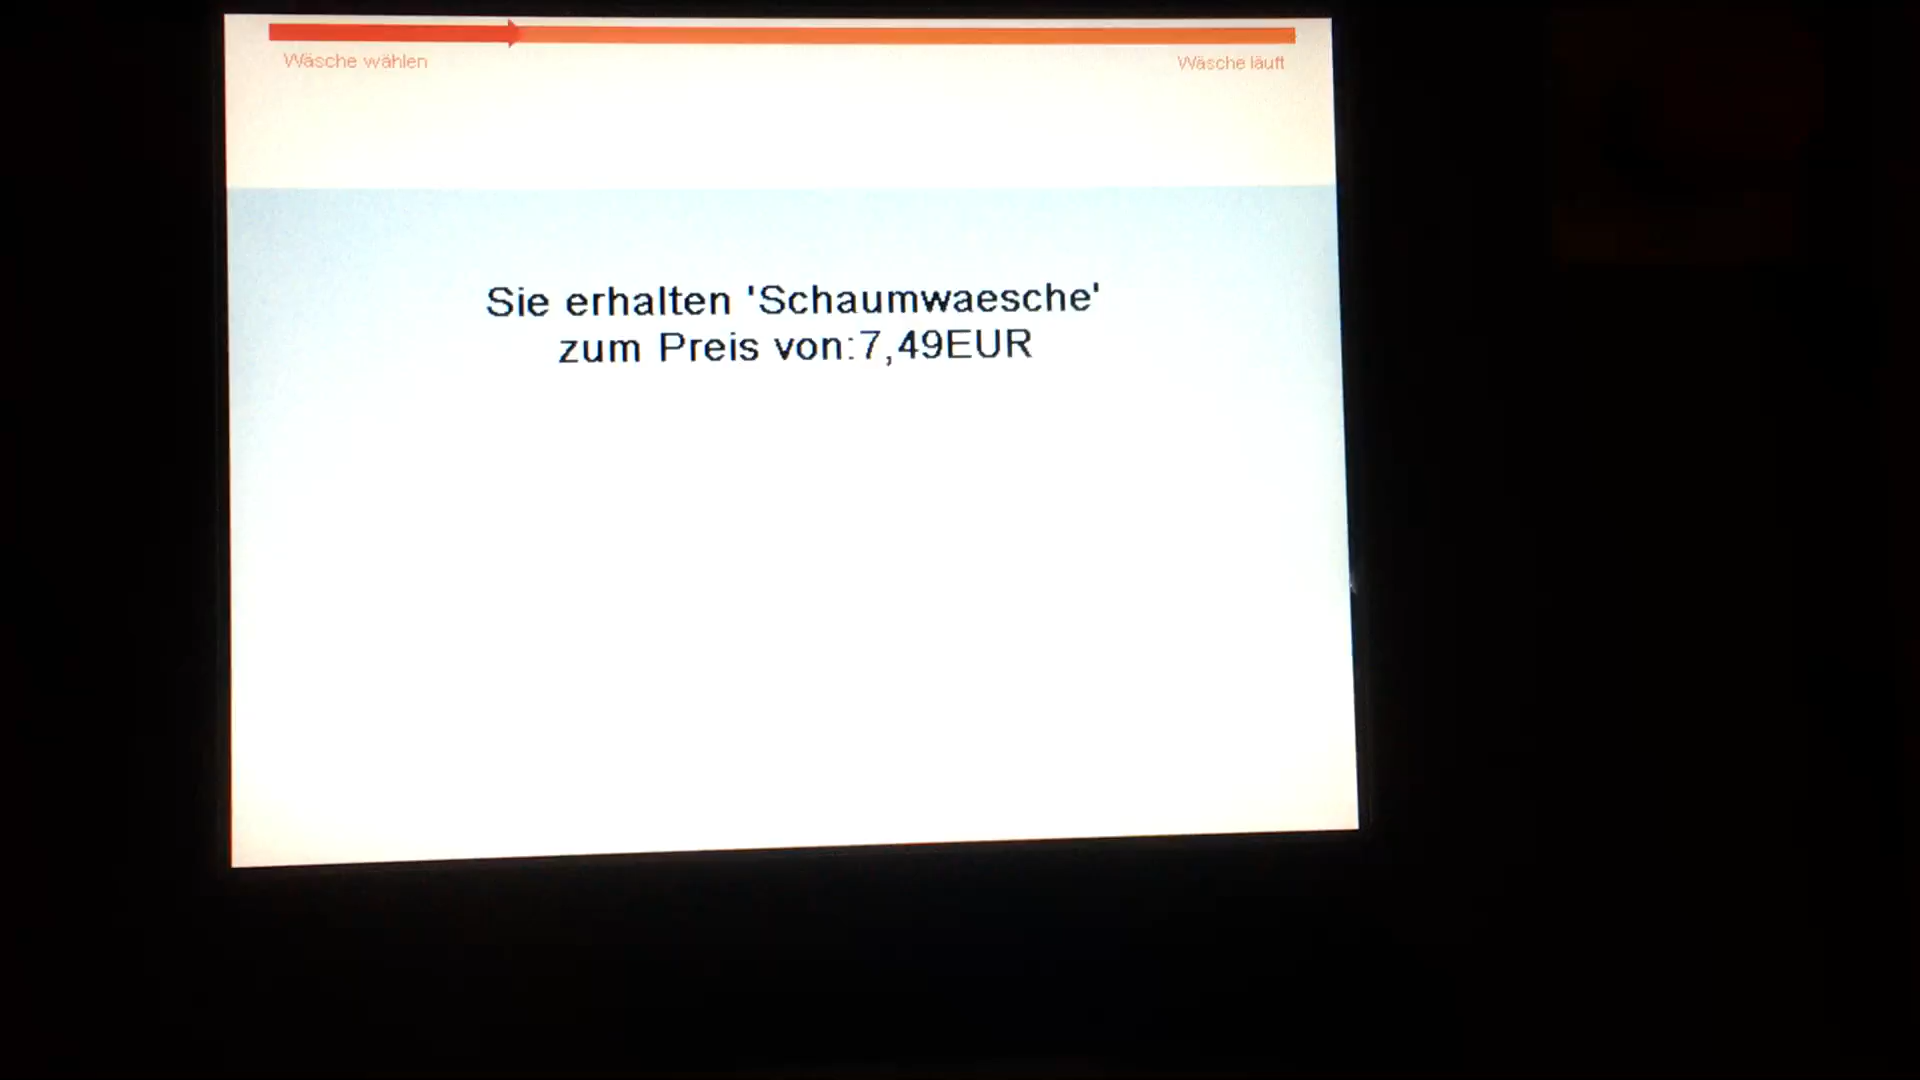 Wäsche wählen
Wäsche läuft
Sie erhalten 'Schaumwaesche'
zum Preis von:7,49EUR